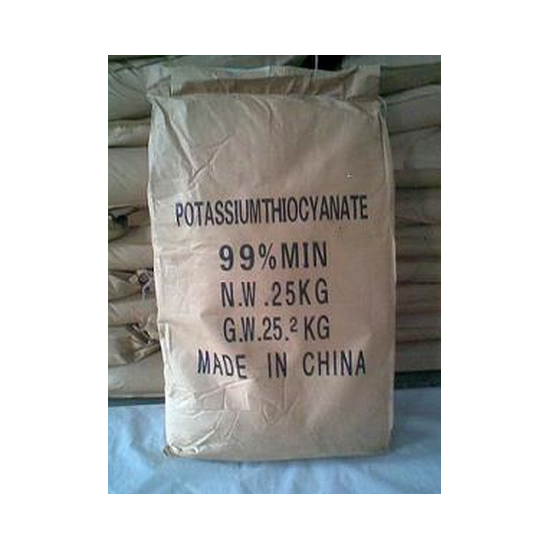 POTASSIUMTHIOCYANATE
99%MIN
N.W.25KG
G.W.25.²KG
MADE IN CHINA